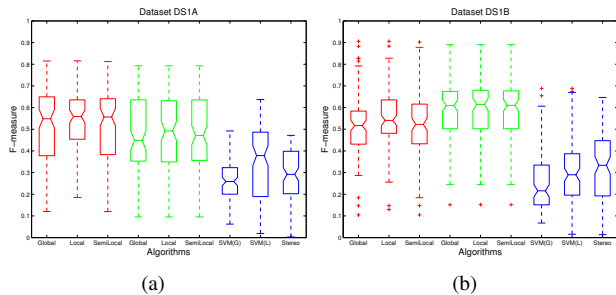 Dataset DS1A
1
0.9
0.8
0.7
0.6
0.5
0.4
0.3
0.2
0.1
0
F-measure
Global Local SemiLocal Global Local SemiLocal SVM(G) SVM(L) Stereo
Algorithms
(a)
Dataset DS1B
1
0.9
0.8
0.7
0.6
0.5
0.4
0.3
0.2
0.1
0
F-measure
Global Local SemiLocal Global Local SemiLocal SVM(G) SVM(L) Stereo
Algorithms
(b)